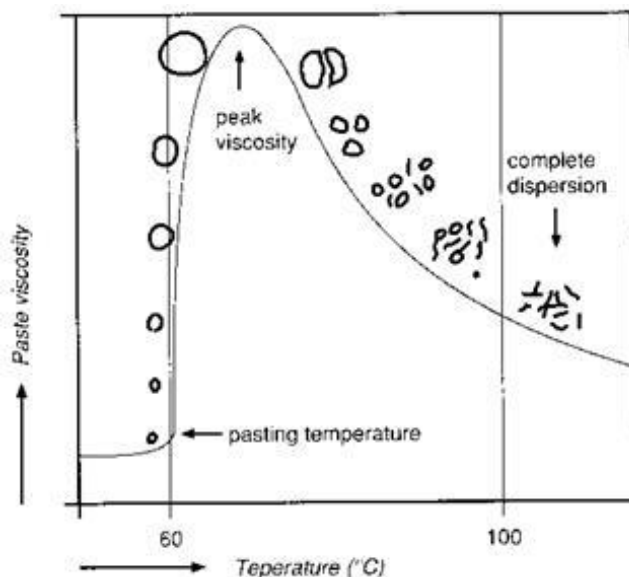 peak
viscosity
complete
dispersion
Paste viscosity
pasting temperature
60
100
Teperature (°C)